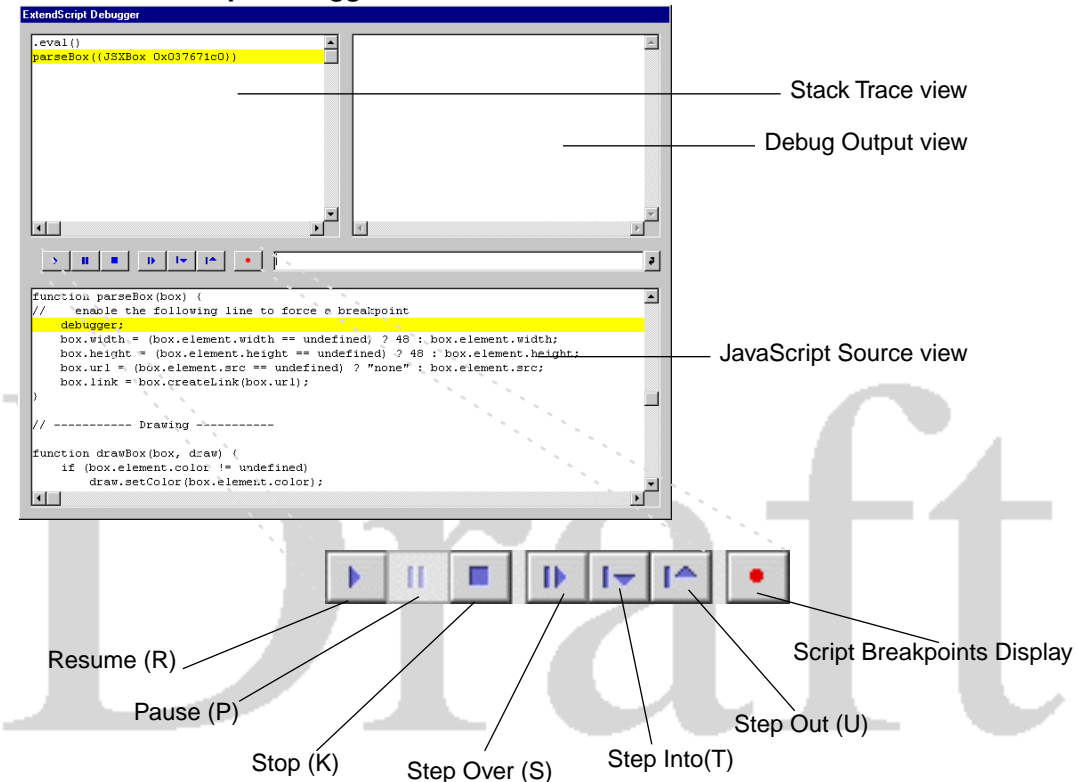 ExtendScript Debugger
.eval()
parseBox({JSXBox 0x037671c0})
Stack Trace view
Debug Output view
function parseBox(box) {
//    enable the following line to force a breakpoint
    debugger;
    box.width = (box.element.width == undefined) ? 48 : box.element.width;
    box.height = (box.element.height == undefined) ? 48 : box.element.height;
    box.url = (box.element.src == undefined) ? "none" : box.element.src;
    box.link = box.createLink(box.url);
}
// ----------- Drawing -----------
function drawBox(box, draw) {
    if (box.element.color != undefined)
        draw.setColor(box.element.color);
JavaScript Source view
Draft
Resume (R)
Pause (P)
Stop (K)
Step Over (S)
Step Into(T)
Step Out (U)
Script Breakpoints Display